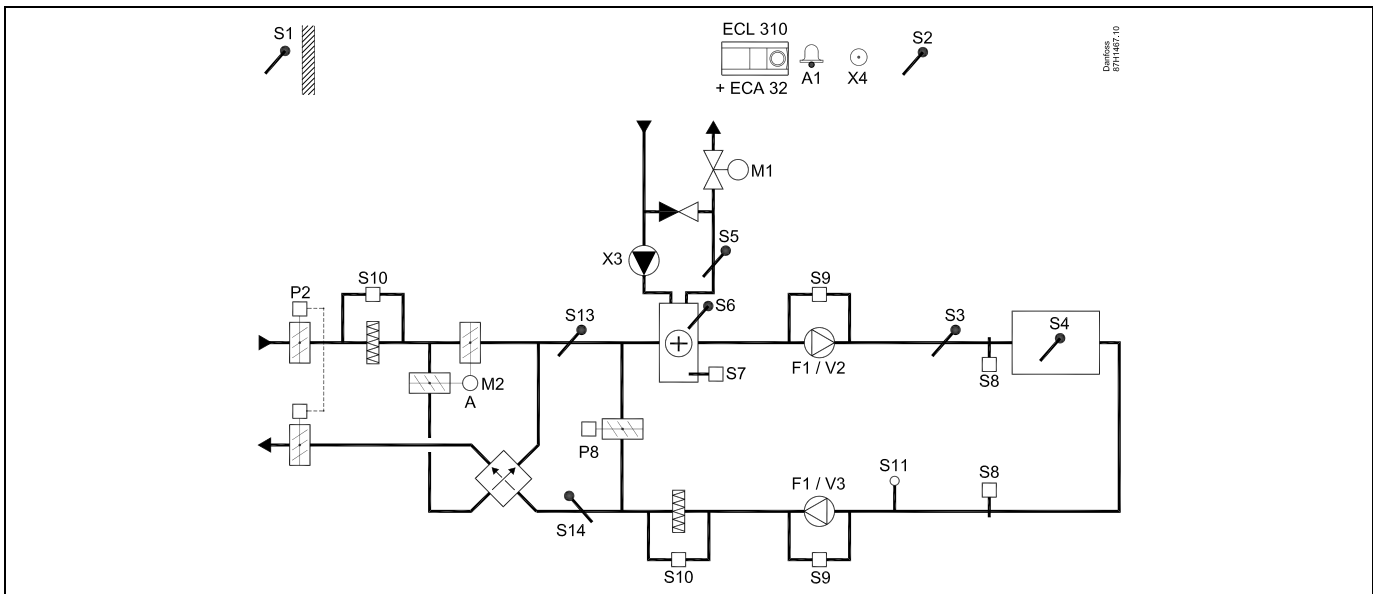 S1
ECL 310
S2
A1
X4
+ ECA 32
Danfoss
87H1467.10
M1
S5
X3
S10
P2
S6
S9
S13
S3
S4
F1 / V2
S7
S8
M2
A
P8
S11
S8
F1 / V3
S14
S10
S9